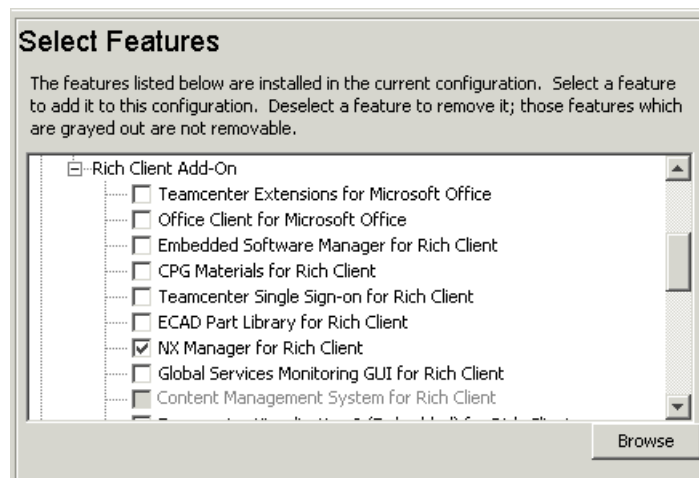 Select Features
The features listed below are installed in the current configuration. Select a feature
to add it to this configuration. Deselect a feature to remove it; those features which
are grayed out are not removable.
Rich Client Add-On
Teamcenter Extensions for Microsoft Office
Office Client for Microsoft Office
Embedded Software Manager for Rich Client
CPG Materials for Rich Client
Teamcenter Single Sign-on for Rich Client
ECAD Part Library for Rich Client
NX Manager for Rich Client
Global Services Monitoring GUI for Rich Client
Content Management System for Rich Client
Browse